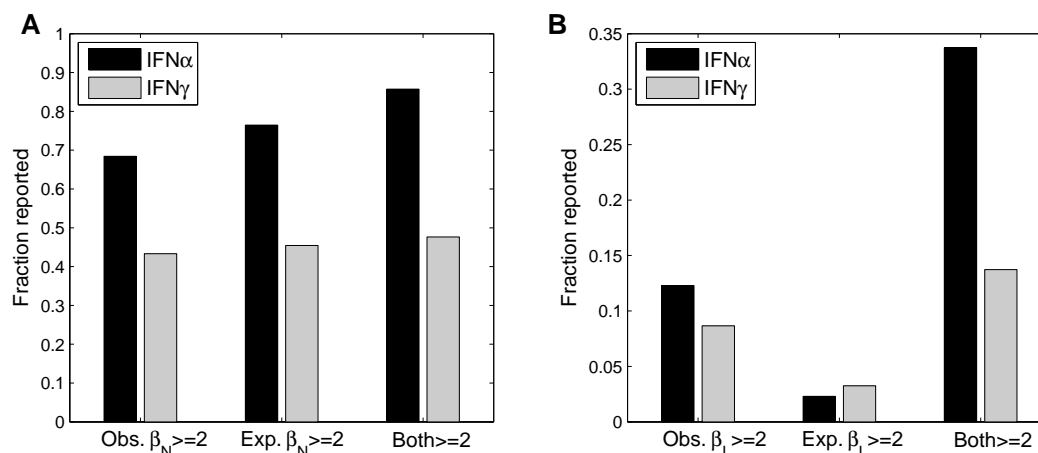 A
IFNα
IFNγ
Fraction reported
1
0.9
0.8
0.7
0.6
0.5
0.4
0.3
0.2
0.1
0
Obs. β_N>=2
Exp. β_N>=2
Both>=2
B
IFNα
IFNγ
Fraction reported
0.35
0.3
0.25
0.2
0.15
0.1
0.05
0
Obs. β_L>=2
Exp. β_L>=2
Both>=2